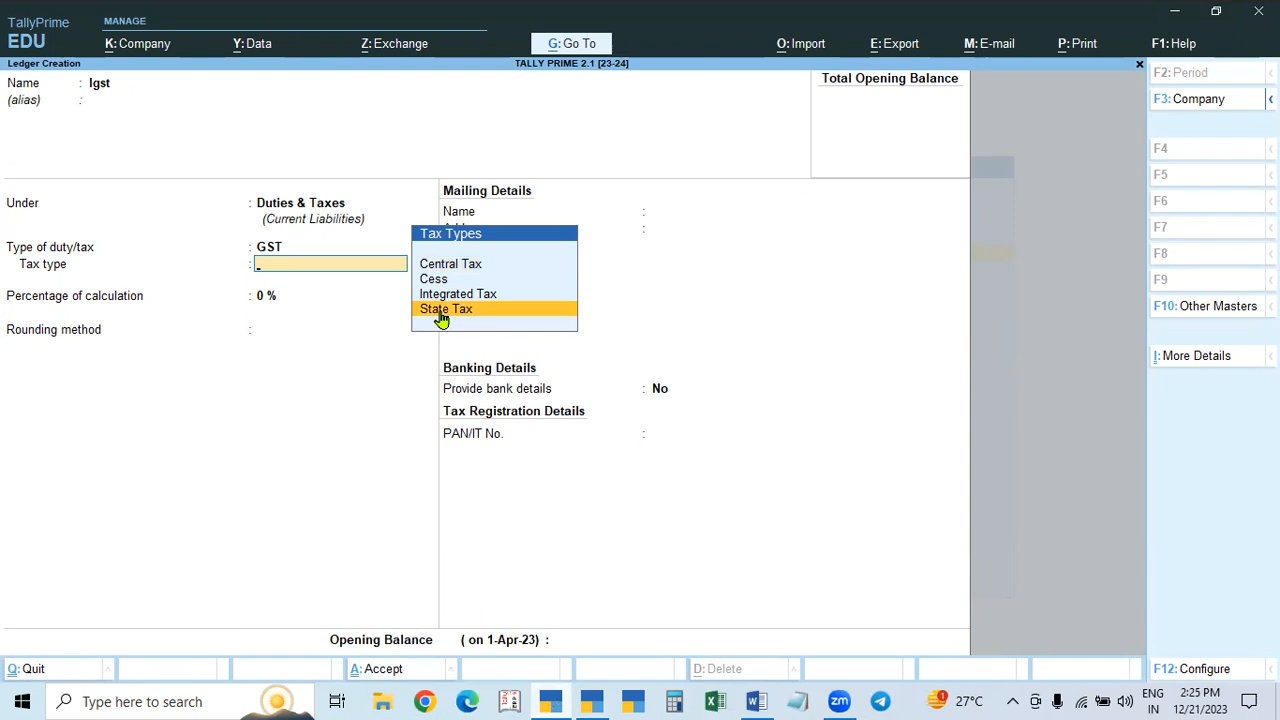 TallyPrime
EDU
MANAGE
K: Company
Y: Data
Z: Exchange
G: Go To
O: Import
E: Export
M: E-mail
P: Print
F1: Help
Ledger Creation
TALLY PRIME 2.1 [23-24]
Name : Igst
(alias) :
Total Opening Balance
Under : Duties & Taxes
(Current Liabilities)
Type of duty/tax : GST
Tax type :
Percentage of calculation : 0 %
Rounding method :
Mailing Details
Name :
:
Tax Types
Central Tax
Cess
Integrated Tax
State Tax
Banking Details
Provide bank details : No
Tax Registration Details
PAN/IT No. :
Opening Balance ( on 1-Apr-23) :
F2: Period
F3: Company
F4
F5
F6
F7
F8
F9
F10: Other Masters
I: More Details
Q: Quit
A: Accept
D: Delete
F12: Configure
Type here to search
27°C
ENG
IN
2:25 PM
12/21/2023